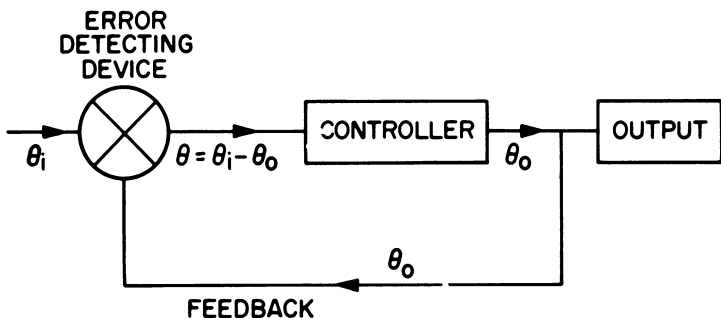 ERROR
DETECTING
DEVICE
θi
θ = θi - θo
CONTROLLER
θo
OUTPUT
θo
FEEDBACK